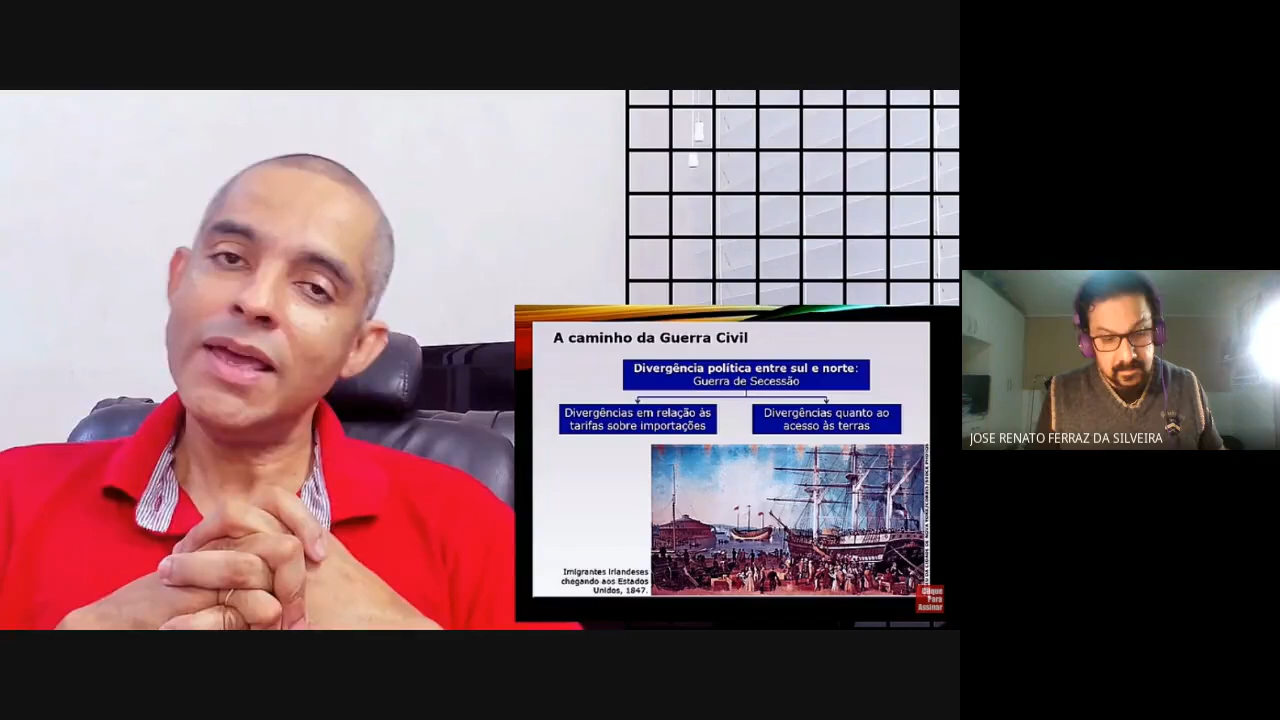 A caminho da Guerra Civil
Divergência política entre sul e norte:
Guerra de Secessão
Divergências em relação às
tarifas sobre importações
Divergências quanto ao
acesso às terras
Imigrantes irlandeses
chegando aos Estados
Unidos, 1847.
Clique
Para
Assinar
JOSE RENATO FERRAZ DA SILVEIRA